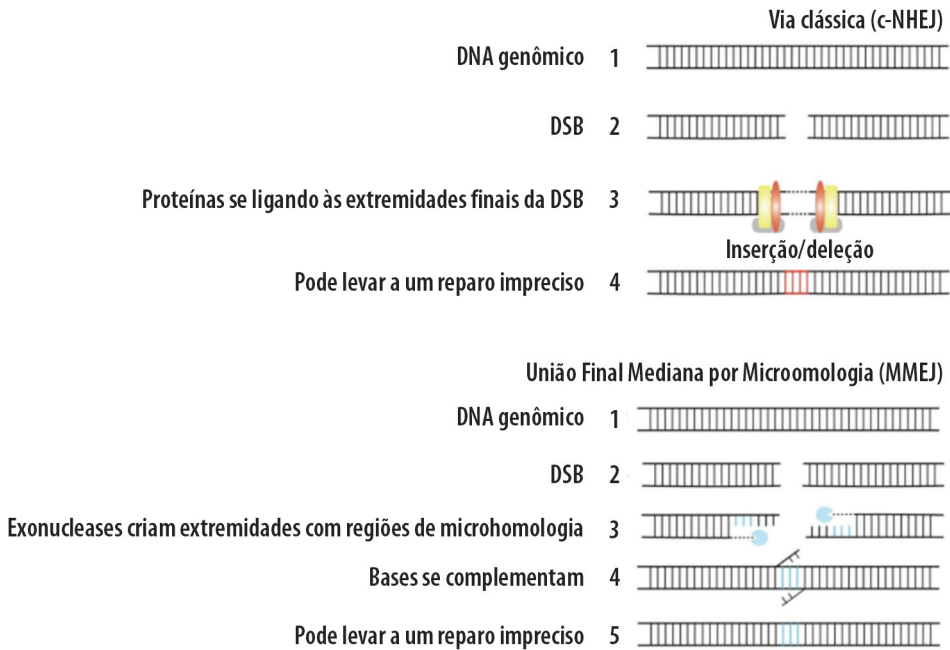 Via clássica (c-NHEJ)
DNA genômico 1
DSB 2
Proteínas se ligando às extremidades finais da DSB 3
Inserção/deleção
Pode levar a um reparo impreciso 4
União Final Mediana por Microomologia (MMEJ)
DNA genômico 1
DSB 2
Exonucleases criam extremidades com regiões de microhomologia 3
Bases se complementam 4
Pode levar a um reparo impreciso 5